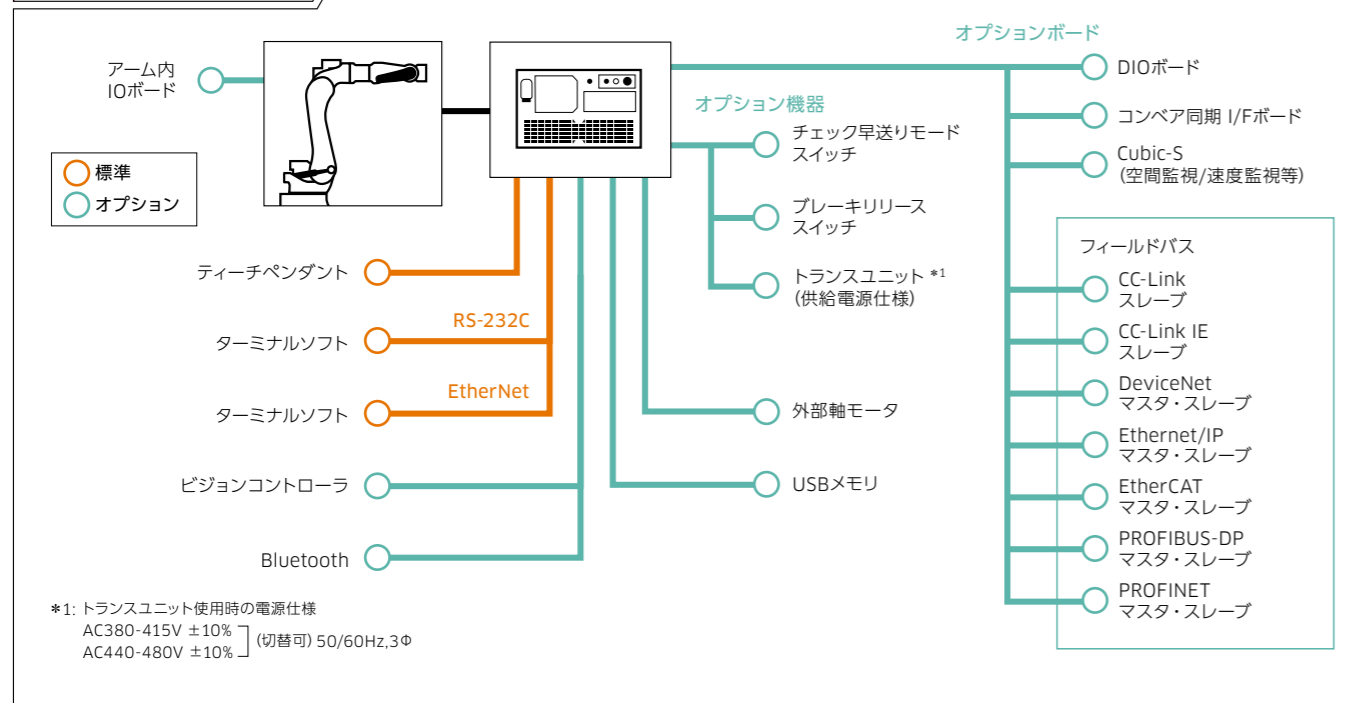 アーム内
IOボード
標準
オプション
ティーチペンダント
RS-232C
ターミナルソフト
EtherNet
ターミナルソフト
ビジョンコントローラ
Bluetooth
オプション機器
チェック早送りモード
スイッチ
ブレーキリリース
スイッチ
トランスユニット *1
(供給電源仕様)
外部軸モータ
USBメモリ
オプションボード
DIOボード
コンベア同期 I/Fボード
Cubic-S
(空間監視/速度監視等)
フィールドバス
CC-Link
スレーブ
CC-Link IE
スレーブ
DeviceNet
マスタ・スレーブ
Ethernet/IP
マスタ・スレーブ
EtherCAT
マスタ・スレーブ
PROFIBUS-DP
マスタ・スレーブ
PROFINET
マスタ・スレーブ
*1: トランスユニット使用時の電源仕様
AC380-415V ±10%
AC440-480V ±10%
(切替可) 50/60Hz,3Φ